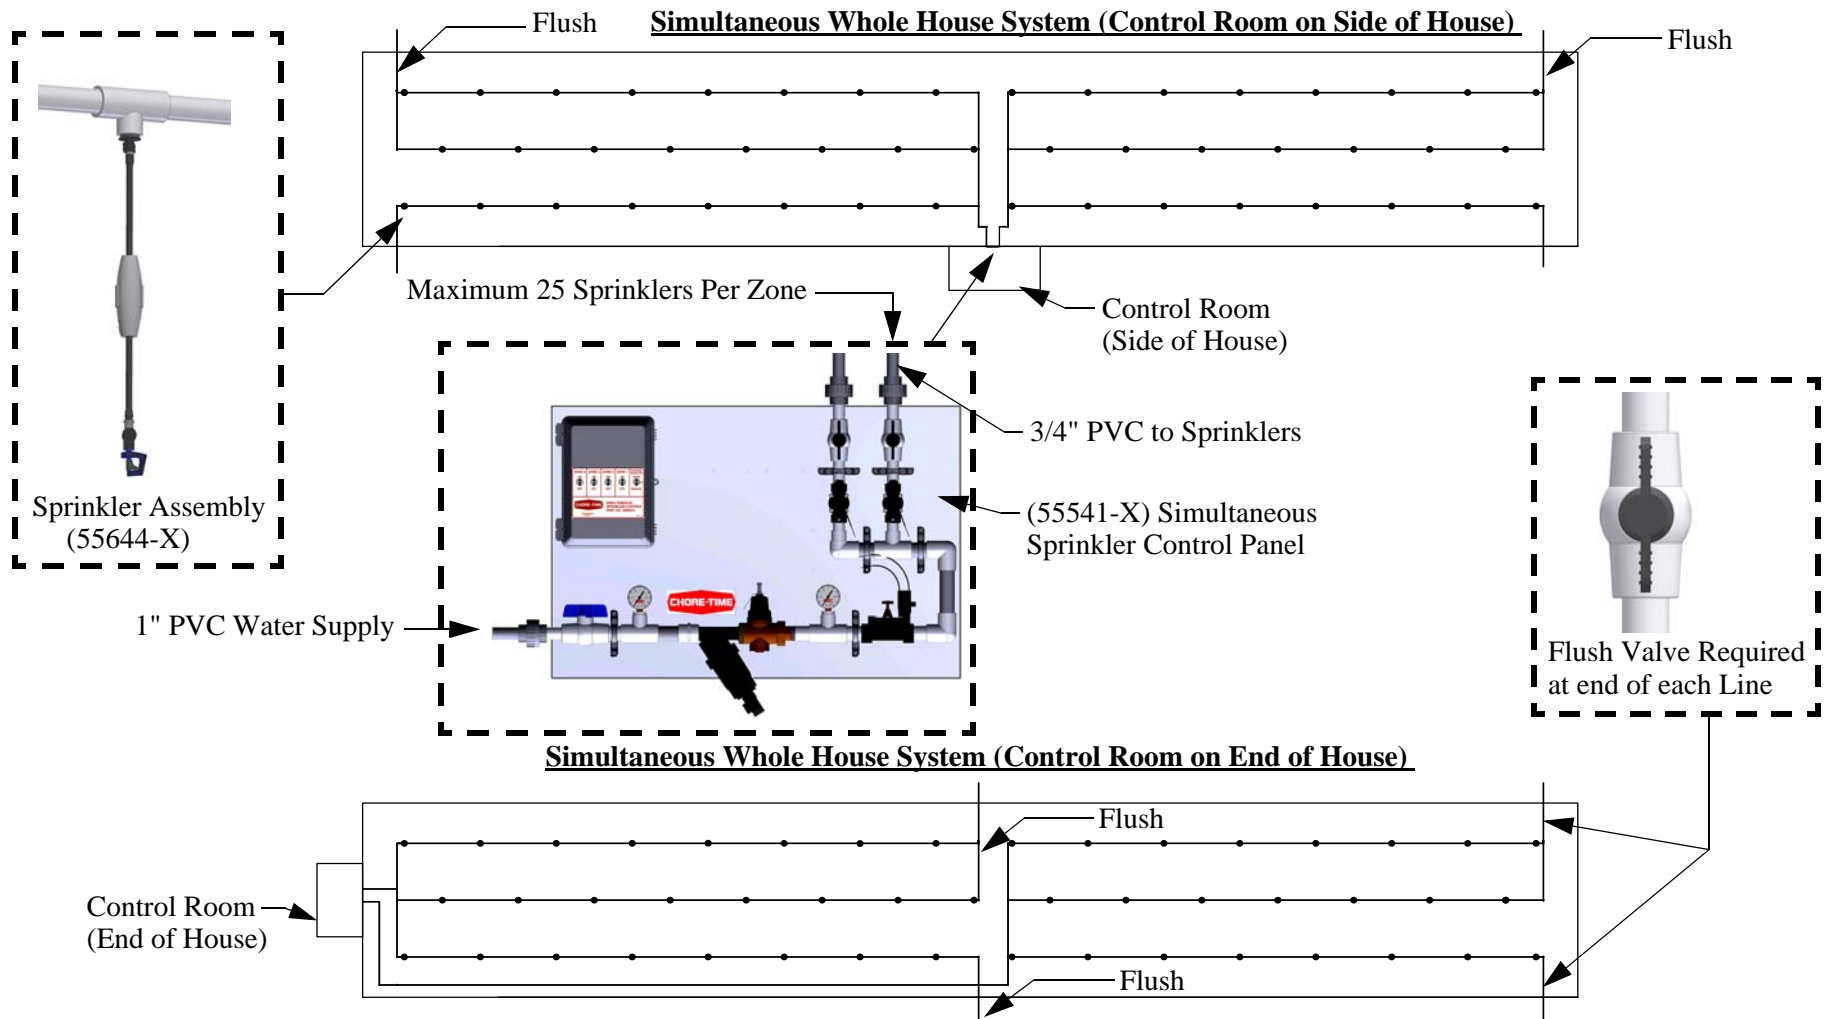 Simultaneous Whole House System (Control Room on Side of House)
Flush
Flush
Sprinkler Assembly
(55644-X)
Maximum 25 Sprinklers Per Zone
Control Room
(Side of House)
3/4" PVC to Sprinklers
(55541-X) Simultaneous
Sprinkler Control Panel
CHORE-TIME
CHORE-TIME
1" PVC Water Supply
Flush Valve Required
at end of each Line
Simultaneous Whole House System (Control Room on End of House)
Flush
Control Room
(End of House)
Flush